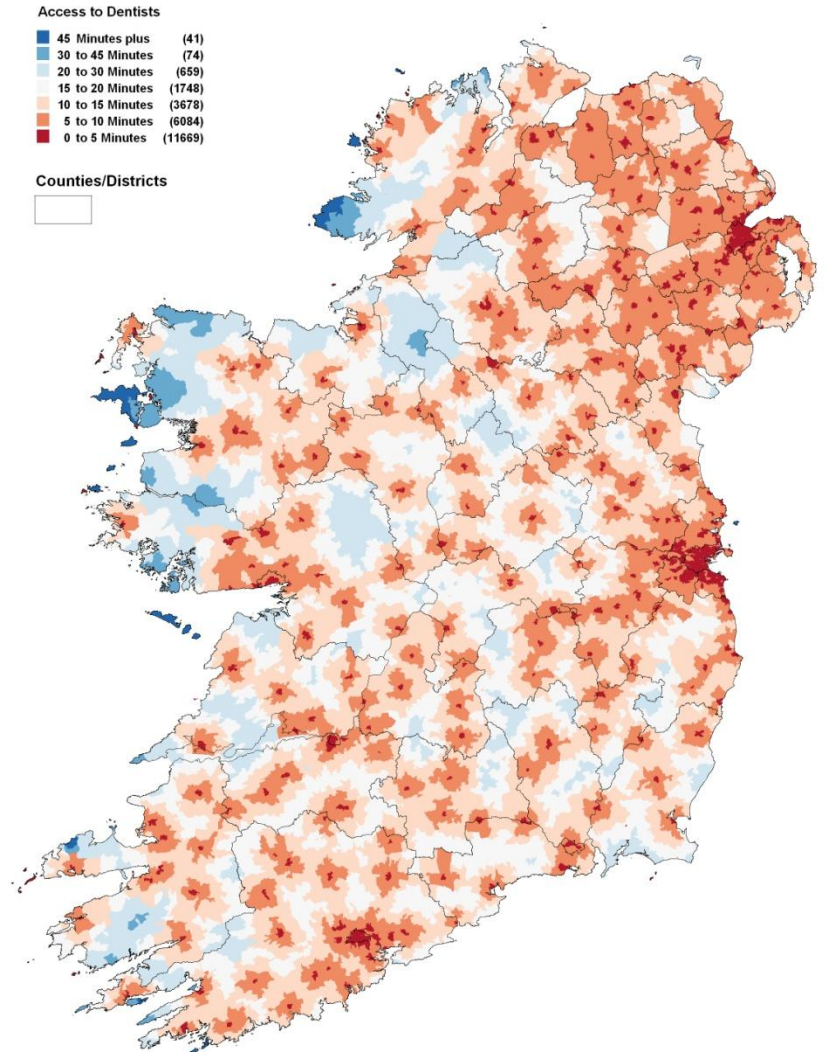 Access to Dentists
45 Minutes plus (41)
30 to 45 Minutes (74)
20 to 30 Minutes (659)
15 to 20 Minutes (1748)
10 to 15 Minutes (3678)
5 to 10 Minutes (6084)
0 to 5 Minutes (11669)
Counties/Districts